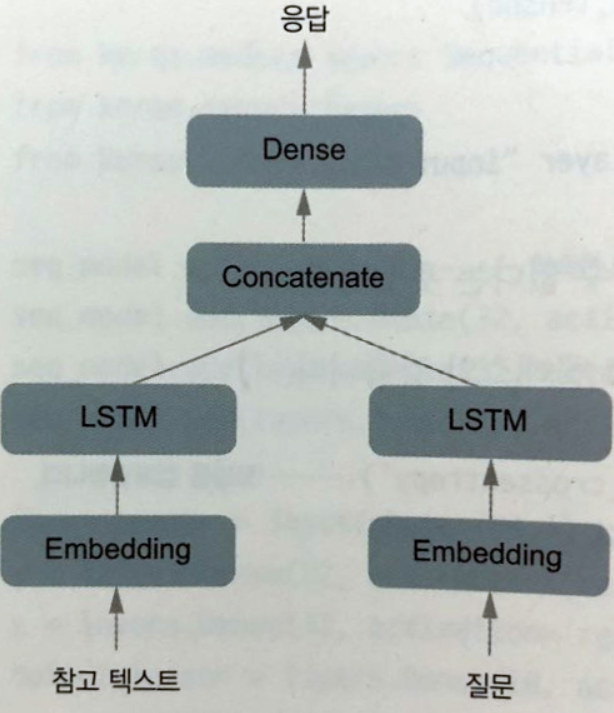 응답
Dense
Concatenate
LSTM
LSTM
Embedding
Embedding
참고 텍스트
질문